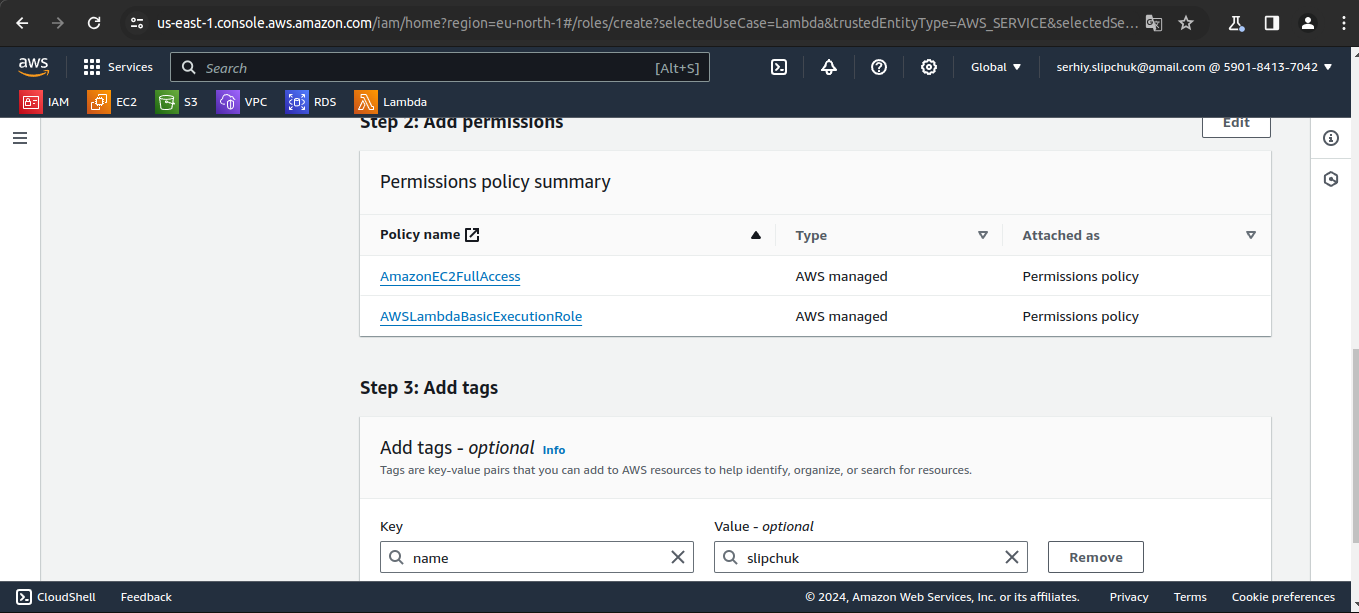 us-east-1.console.aws.amazon.com/iam/home?region=eu-north-1#/roles/create?selectedUseCase=Lambda&trustedEntityType=AWS_SERVICE&selectedSe...
aws Services Search [Alt+S] Global serhiy.slipchuk@gmail.com @ 5901-8413-7042
IAM EC2 S3 VPC RDS Lambda
Step 2: Add permissions Edit
Permissions policy summary
Policy name Type Attached as
AmazonEC2FullAccess AWS managed Permissions policy
AWSLambdaBasicExecutionRole AWS managed Permissions policy
Step 3: Add tags
Add tags - optional Info
Tags are key-value pairs that you can add to AWS resources to help identify, organize, or search for resources.
Key Value - optional
name slipchuk Remove
CloudShell Feedback © 2024, Amazon Web Services, Inc. or its affiliates. Privacy Terms Cookie preferences